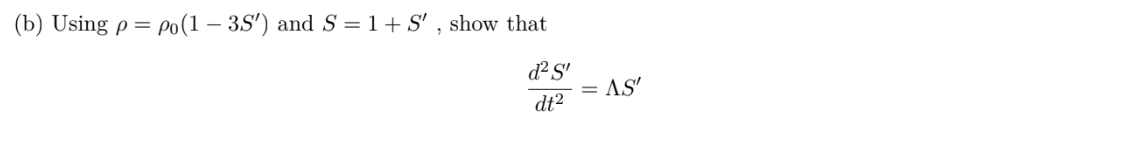 (b) Using ρ = ρ₀(1 − 3S′) and S = 1 + S′ , show that
d²S′/dt² = ΛS′